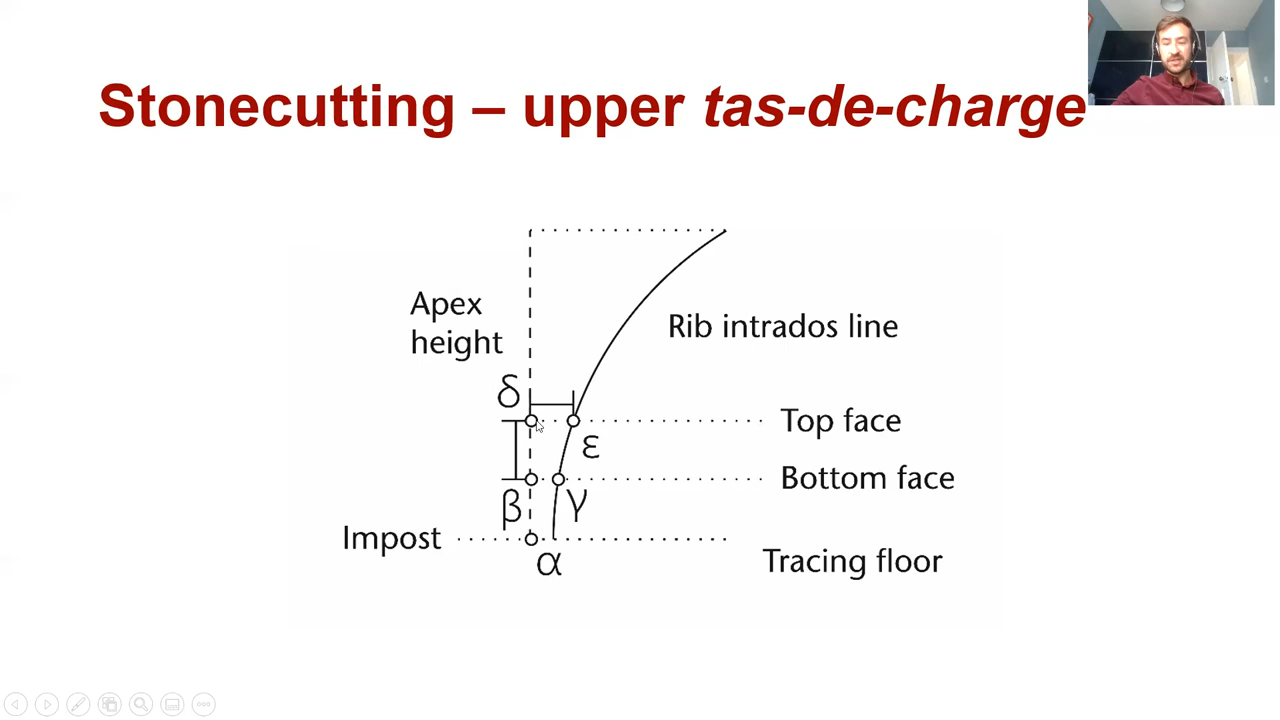 Stonecutting – upper tas-de-charge
Apex
height
Rib intrados line
δ
Top face
ε
Bottom face
β
γ
Impost
α
Tracing floor